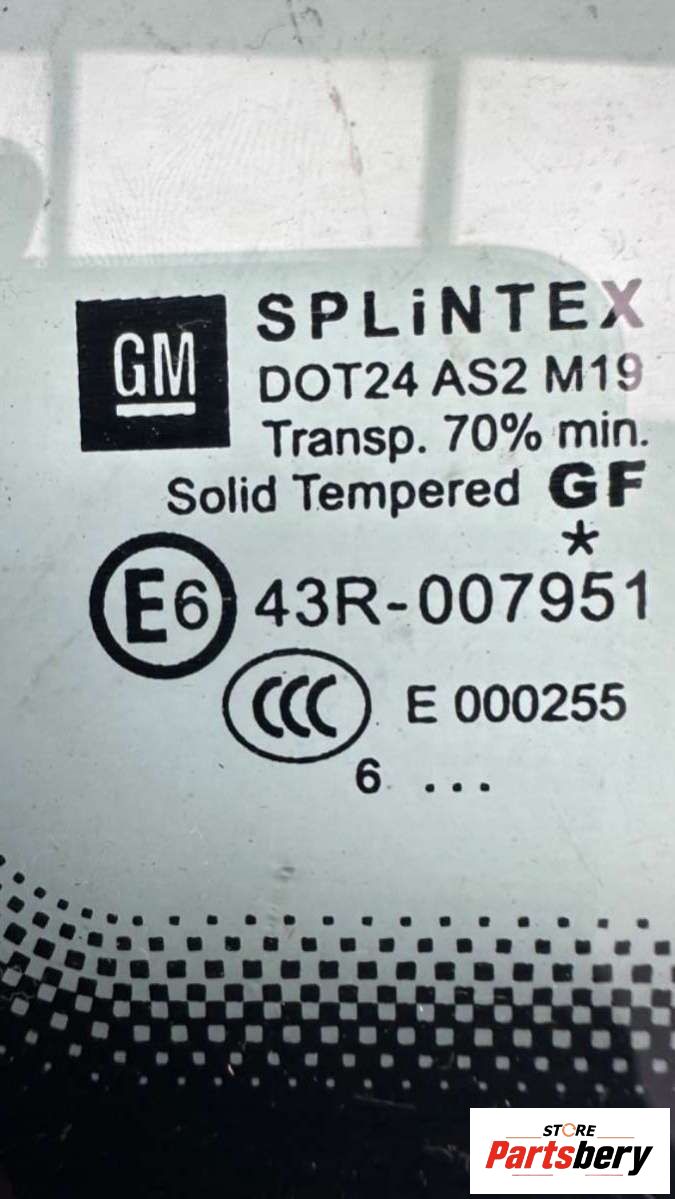 GM
SPLiNTEX
DOT24 AS2 M19
Transp. 70% min.
Solid Tempered GF
*
E6 43R-007951
CCC E 000255
6 ...
STORE
Partsbery